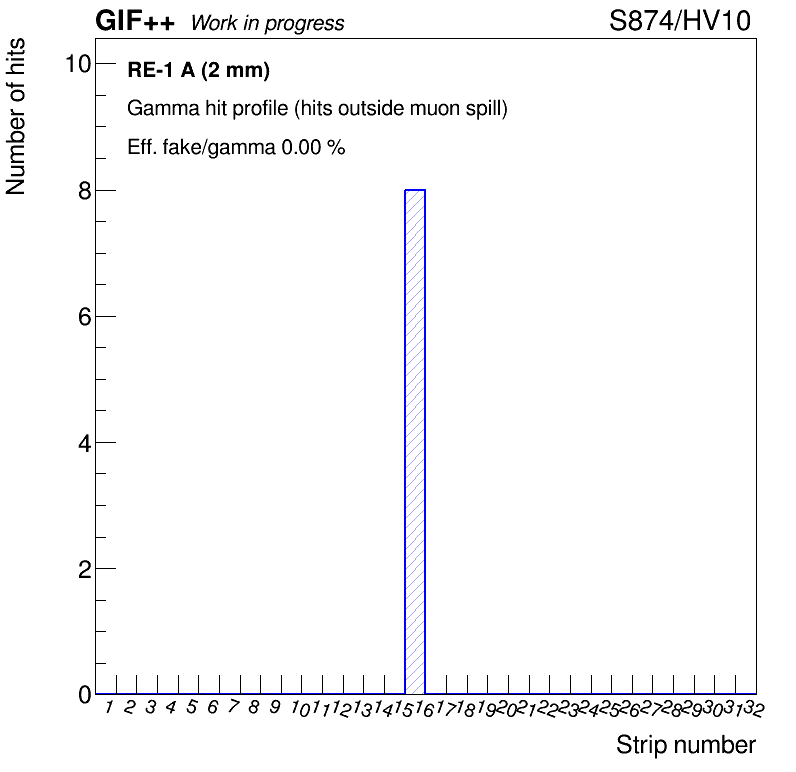 GIF++ Work in progress S874/HV10
Number of hits
RE-1 A (2 mm)
Gamma hit profile (hits outside muon spill)
Eff. fake/gamma 0.00 %
10
8
6
4
2
0
1 2 3 4 5 6 7 8 9 10 11 12 13 14 15 16 17 18 19 20 21 22 23 24 25 26 27 28 29 30 31 32
Strip number